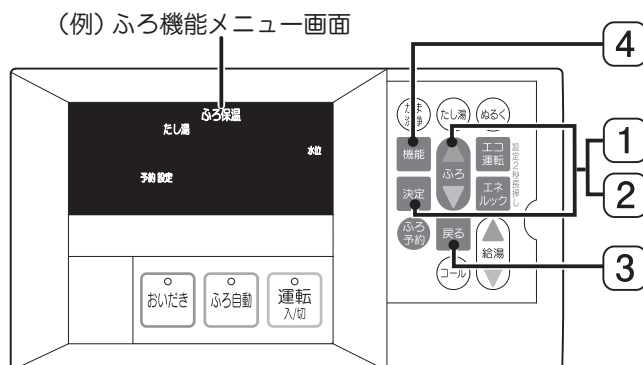 （例）ふろ機能メニュー画面
ふろ保温
たし湯
水位
予約 設定
おいだき
ふろ自動
運転
入/切
たし湯
ぬるく
機能
ふろ
エコ
運転
設定2秒長押し
決定
エネ
ルック
ふろ
予約
戻る
給湯
コール
4
1
2
3